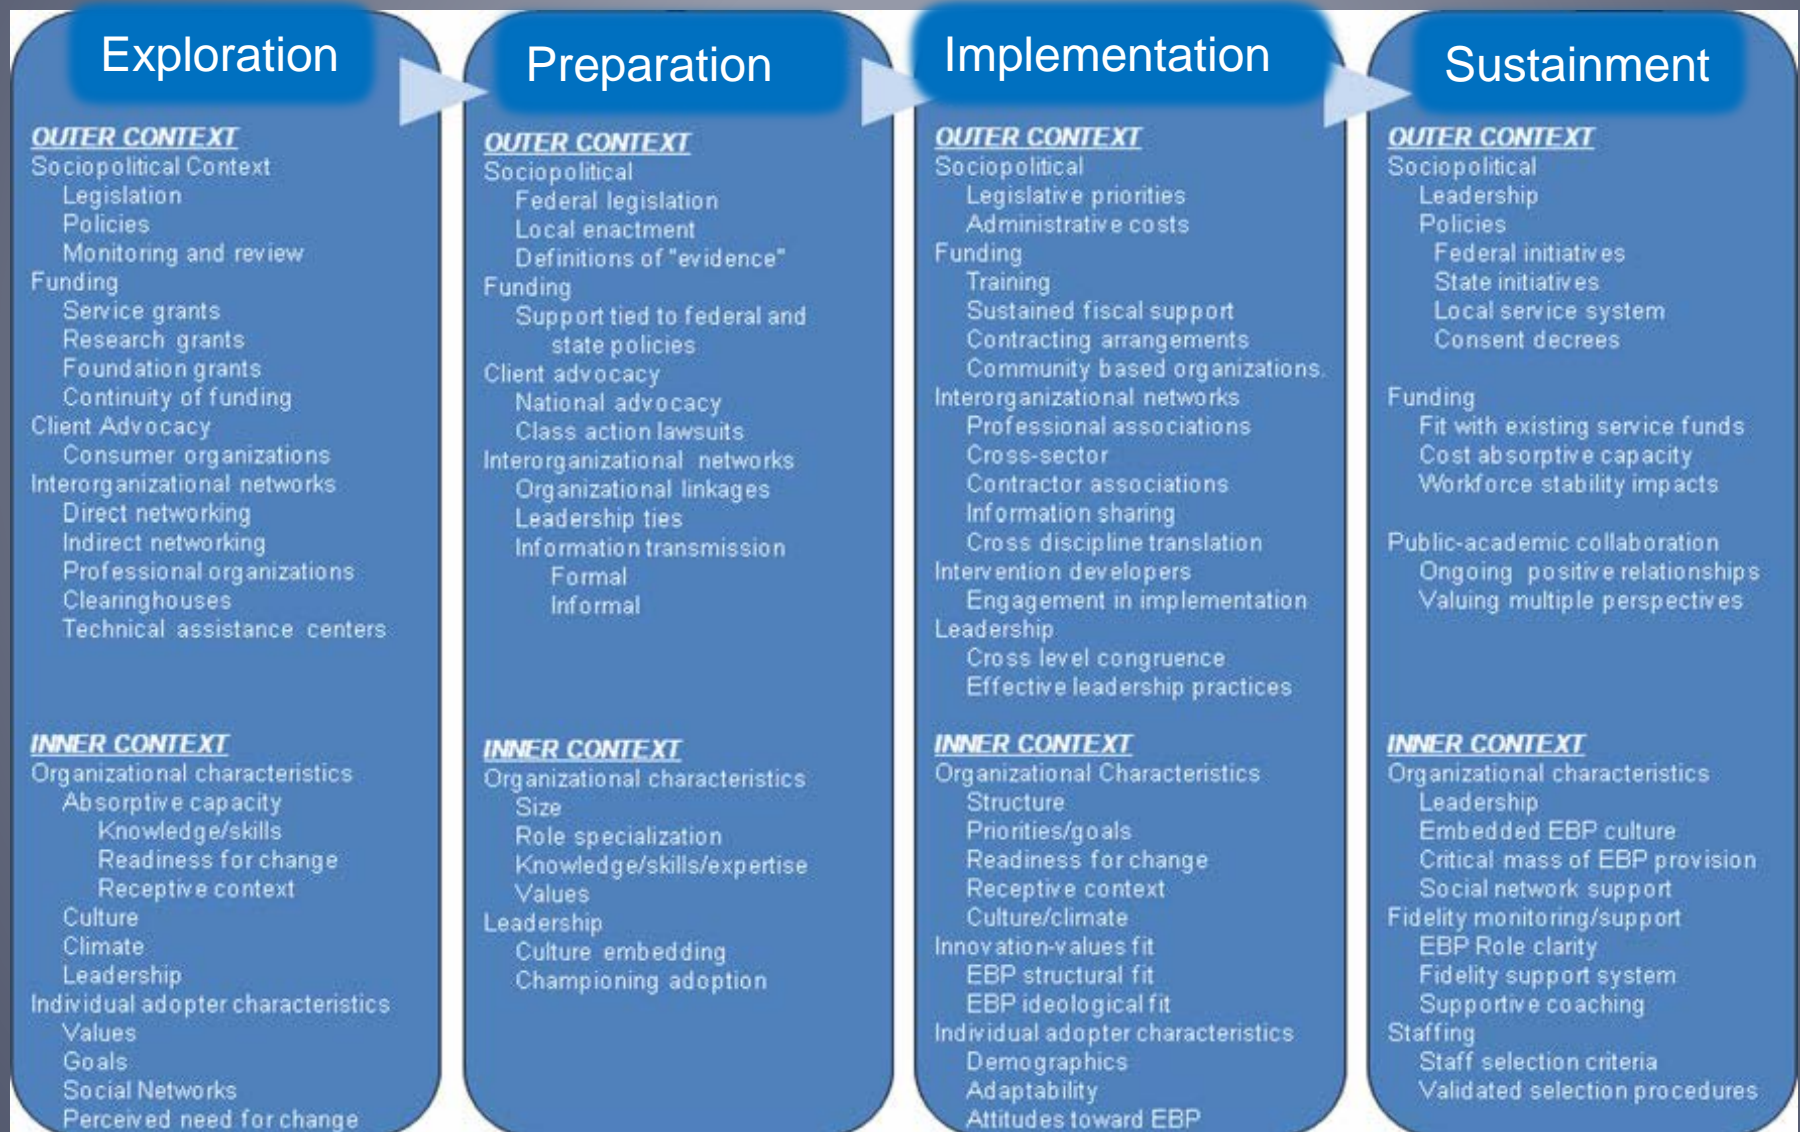 Exploration
OUTER CONTEXT
Sociopolitical Context
Legislation
Policies
Monitoring and review
Funding
Service grants
Research grants
Foundation grants
Continuity of funding
Client Advocacy
Consumer organizations
Interorganizational networks
Direct networking
Indirect networking
Professional organizations
Clearinghouses
Technical assistance centers
INNER CONTEXT
Organizational characteristics
Absorptive capacity
Knowledge/skills
Readiness for change
Receptive context
Culture
Climate
Leadership
Individual adopter characteristics
Values
Goals
Social Networks
Perceived need for change
Preparation
OUTER CONTEXT
Sociopolitical
Federal legislation
Local enactment
Definitions of "evidence"
Funding
Support tied to federal and
state policies
Client advocacy
National advocacy
Class action lawsuits
Interorganizational networks
Organizational linkages
Leadership ties
Information transmission
Formal
Informal
INNER CONTEXT
Organizational characteristics
Size
Role specialization
Knowledge/skills/expertise
Values
Leadership
Culture embedding
Championing adoption
Implementation
OUTER CONTEXT
Sociopolitical
Legislative priorities
Administrative costs
Funding
Training
Sustained fiscal support
Contracting arrangements
Community based organizations.
Interorganizational networks
Professional associations
Cross-sector
Contractor associations
Information sharing
Cross discipline translation
Intervention developers
Engagement in implementation
Leadership
Cross level congruence
Effective leadership practices
INNER CONTEXT
Organizational Characteristics
Structure
Priorities/goals
Readiness for change
Receptive context
Culture/climate
Innovation-values fit
EBP structural fit
EBP ideological fit
Individual adopter characteristics
Demographics
Adaptability
Attitudes toward EBP
Sustainment
OUTER CONTEXT
Sociopolitical
Leadership
Policies
Federal initiatives
State initiatives
Local service system
Consent decrees
Funding
Fit with existing service funds
Cost absorptive capacity
Workforce stability impacts
Public-academic collaboration
Ongoing positive relationships
Valuing multiple perspectives
INNER CONTEXT
Organizational characteristics
Leadership
Embedded EBP culture
Critical mass of EBP provision
Social network support
Fidelity monitoring/support
EBP Role clarity
Fidelity support system
Supportive coaching
Staffing
Staff selection criteria
Validated selection procedures